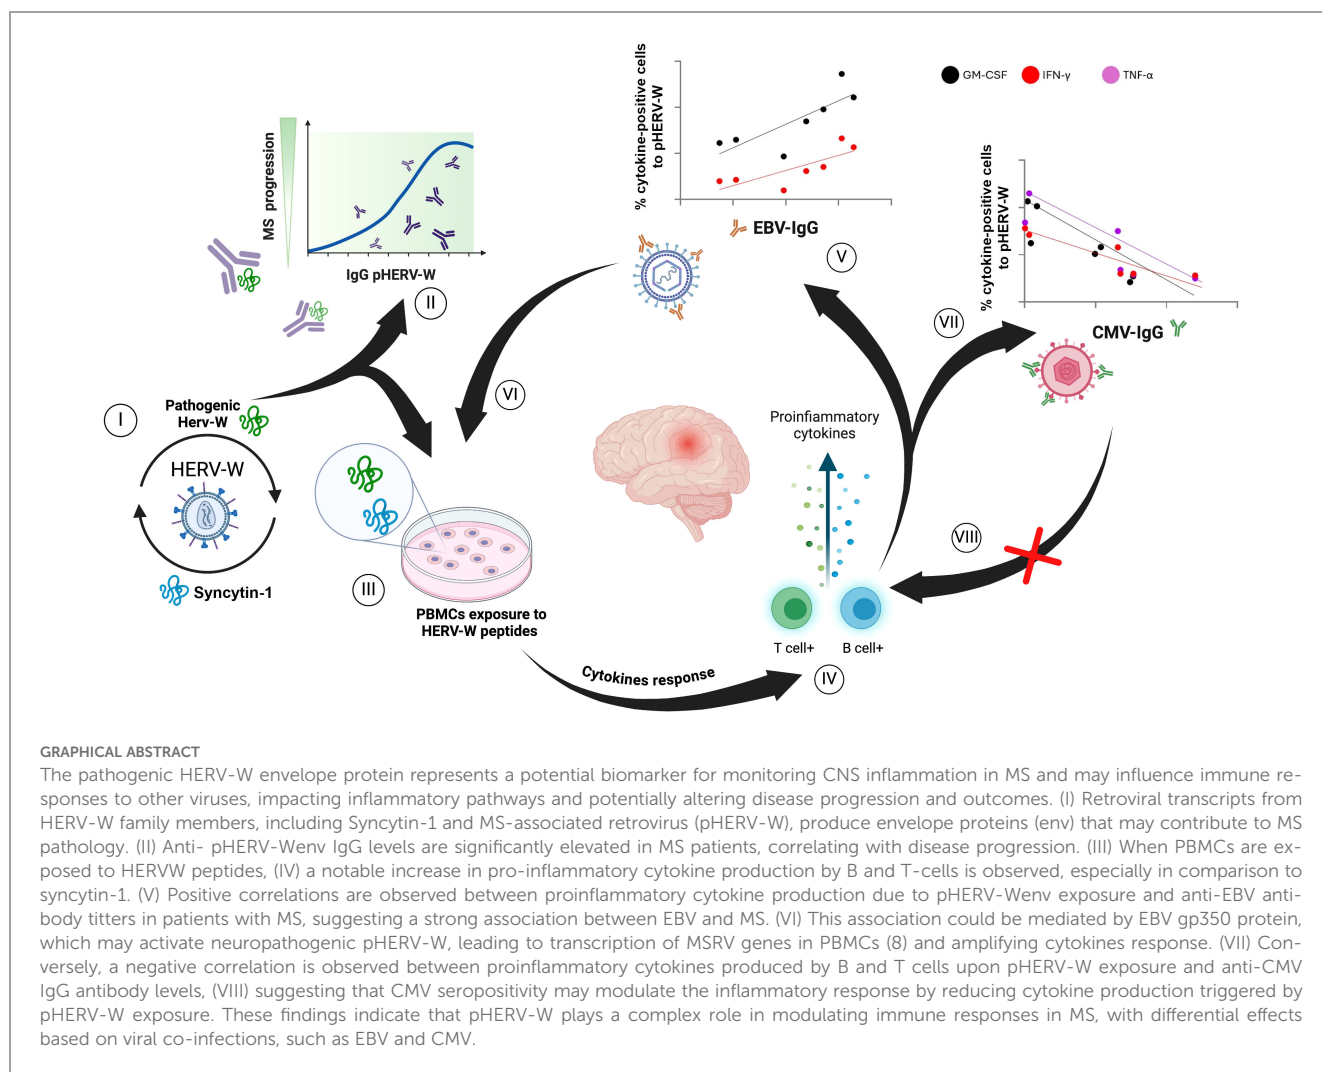 GM-CSF
IFN-γ
TNF-α
% cytokine-positive cells
to pHERV-W
EBV-IgG
V
MS progression
IgG pHERV-W
II
% cytokine-positive cells
to pHERV-W
CMV-IgG
VII
VI
I
Pathogenic
Herv-W
HERV-W
Syncytin-1
III
PBMCs exposure to
HERV-W peptides
Proinflammatory
cytokines
VIII
T cell+
B cell+
Cytokines response
IV
GRAPHICAL ABSTRACT
The pathogenic HERV-W envelope protein represents a potential biomarker for monitoring CNS inflammation in MS and may influence immune re-
sponses to other viruses, impacting inflammatory pathways and potentially altering disease progression and outcomes. (I) Retroviral transcripts from
HERV-W family members, including Syncytin-1 and MS-associated retrovirus (pHERV-W), produce envelope proteins (env) that may contribute to MS
pathology. (II) Anti- pHERV-Wenv IgG levels are significantly elevated in MS patients, correlating with disease progression. (III) When PBMCs are ex-
posed to HERVW peptides, (IV) a notable increase in pro-inflammatory cytokine production by B and T-cells is observed, especially in comparison to
syncytin-1. (V) Positive correlations are observed between proinflammatory cytokine production due to pHERV-Wenv exposure and anti-EBV anti-
body titters in patients with MS, suggesting a strong association between EBV and MS. (VI) This association could be mediated by EBV gp350 protein,
which may activate neuropathogenic pHERV-W, leading to transcription of MSRV genes in PBMCs (8) and amplifying cytokines response. (VII) Con-
versely, a negative correlation is observed between proinflammatory cytokines produced by B and T cells upon pHERV-W exposure and anti-CMV
IgG antibody levels, (VIII) suggesting that CMV seropositivity may modulate the inflammatory response by reducing cytokine production triggered by
pHERV-W exposure. These findings indicate that pHERV-W plays a complex role in modulating immune responses in MS, with differential effects
based on viral co-infections, such as EBV and CMV.